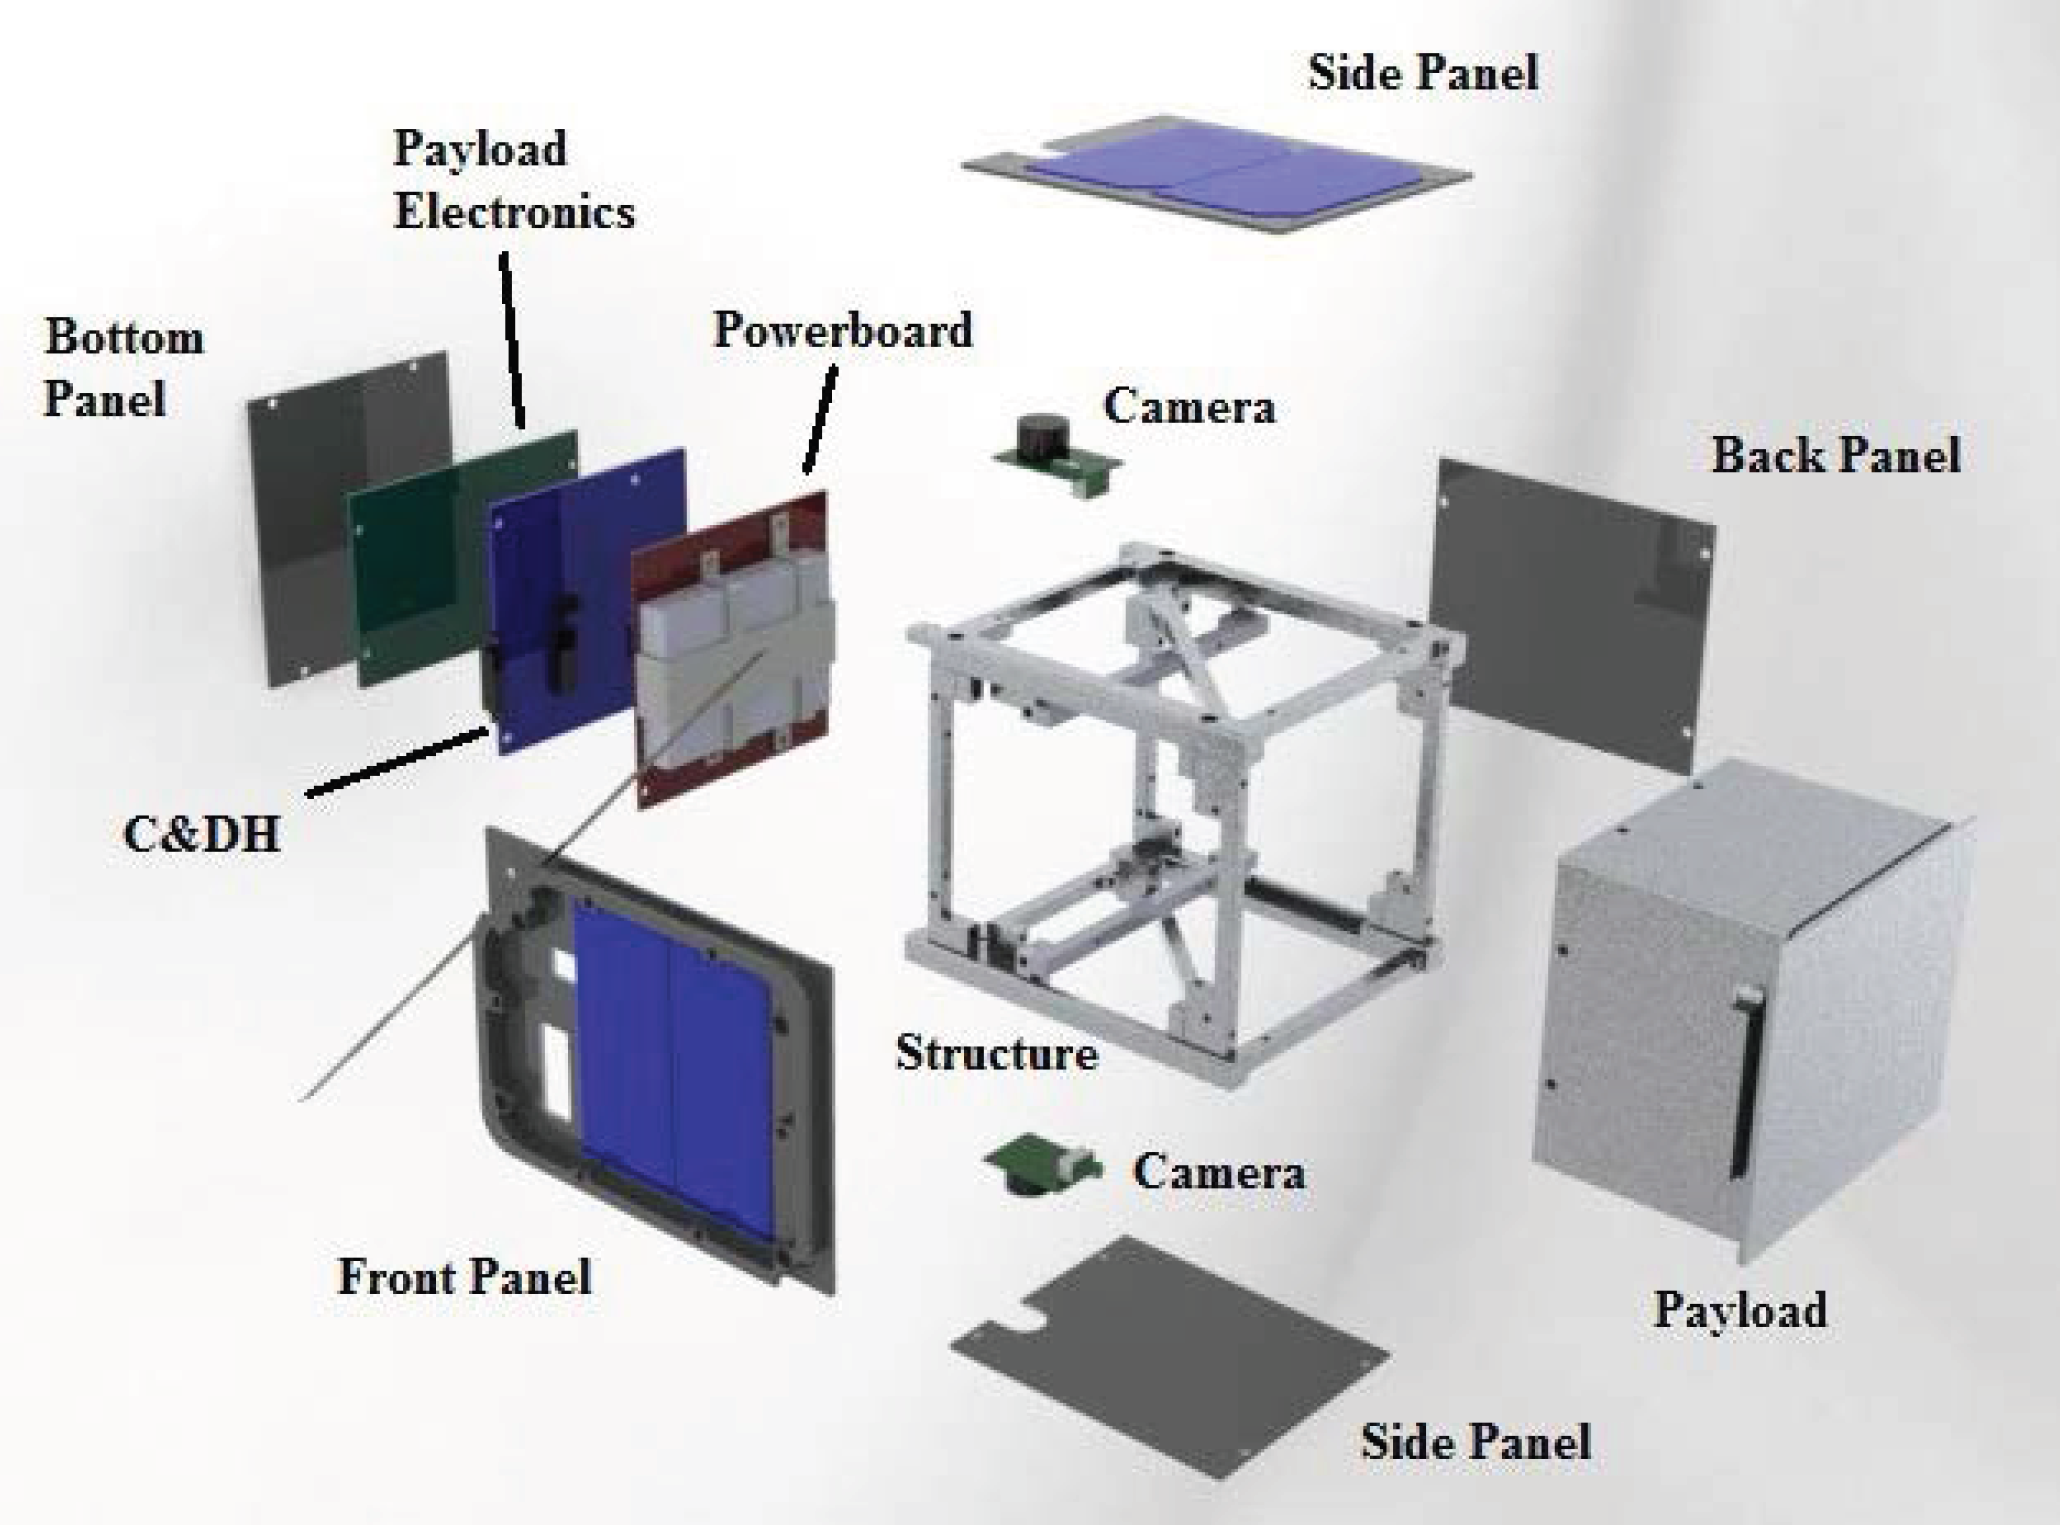 Side Panel
Payload
Electronics
Bottom
Panel
Powerboard
Camera
Back Panel
C&DH
Structure
Camera
Front Panel
Payload
Side Panel